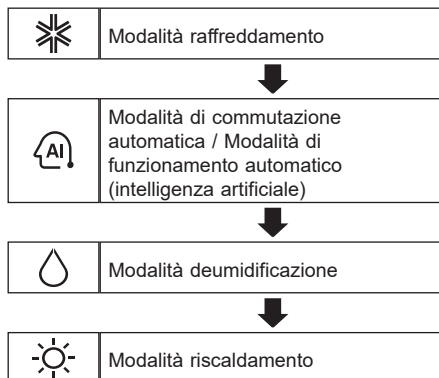 Modalità raffreddamento
AI
Modalità di commutazione
automatica / Modalità di
funzionamento automatico
(intelligenza artificiale)
Modalità deumidificazione
Modalità riscaldamento